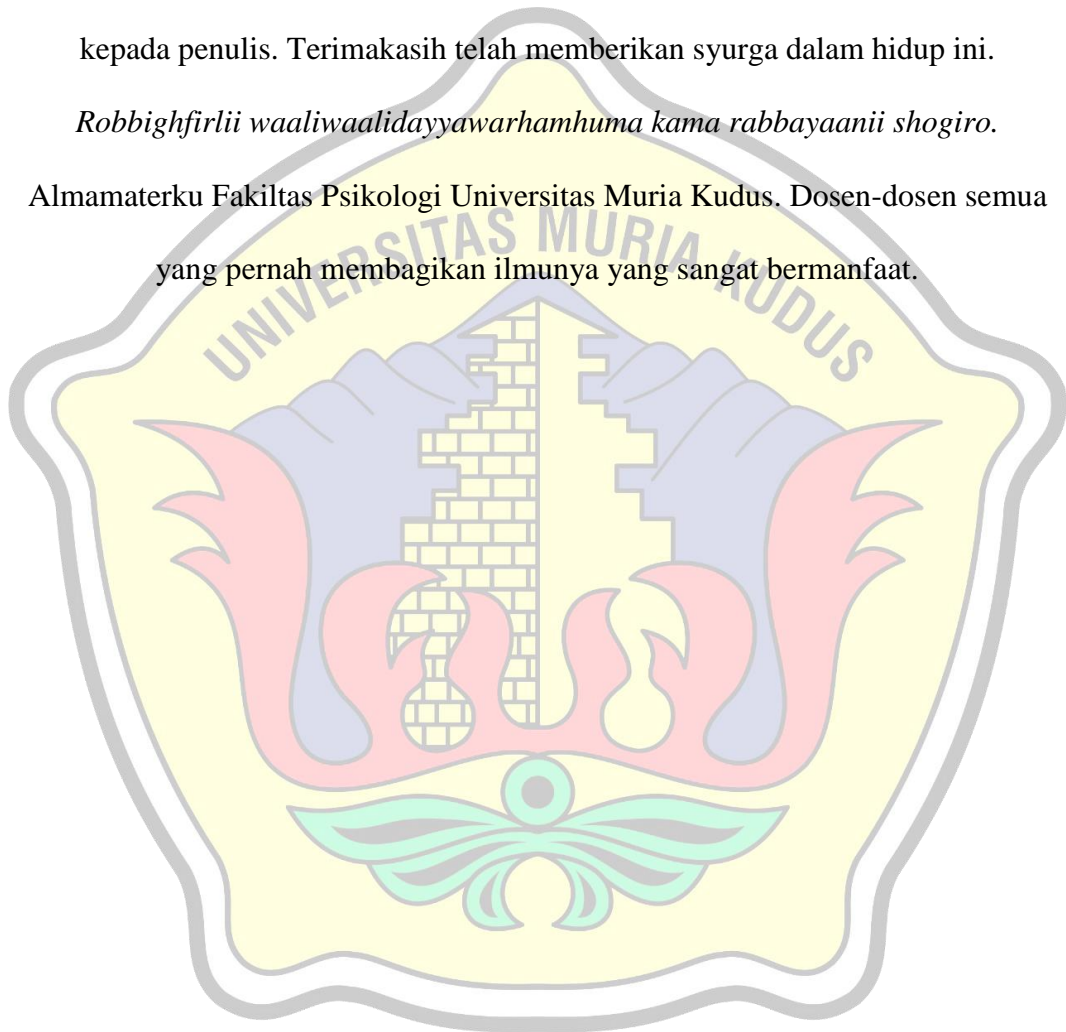 kepada penulis. Terimakasih telah memberikan syurga dalam hidup ini.
Robbighfirlii waaliwaalidayyawarhamhuma kama rabbayaanii shogiro.
Almamaterku Fakiltas Psikologi Universitas Muria Kudus. Dosen-dosen semua
yang pernah membagikan ilmunya yang sangat bermanfaat.
UNIVERSITAS MURIA KUDUS